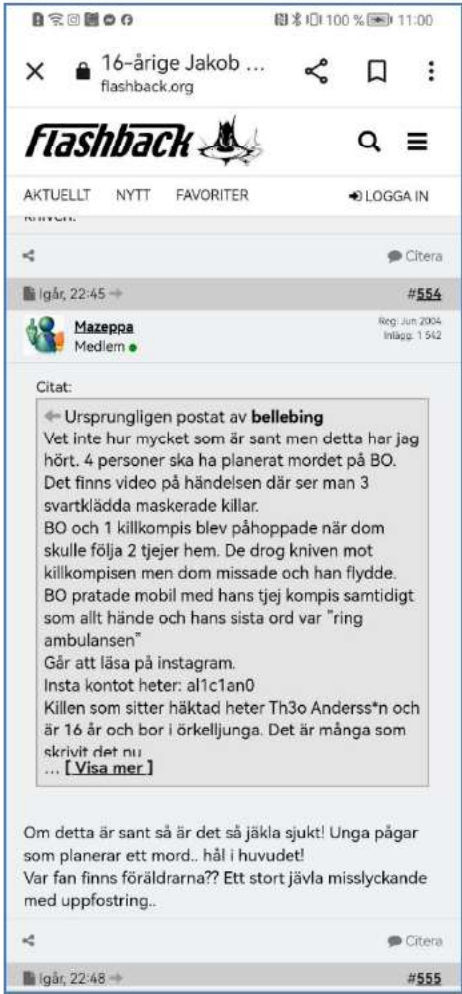 100 % 11:00
16-årige Jakob ...
flashback.org
flashback
AKTUELLT NYTT FAVORITER LOGGA IN
kniven.
Citera
Igår, 22:45 #554
Mazeppa
Medlem
Reg: Jun 2004
Inlägg: 1 542
Citat:
Ursprungligen postat av bellebing
Vet inte hur mycket som är sant men detta har jag
hört. 4 personer ska ha planerat mordet på BO.
Det finns video på händelsen där ser man 3
svartklädda maskerade killar.
BO och 1 killkompis blev påhoppade när dom
skulle följa 2 tjejer hem. De drog kniven mot
killkompisen men dom missade och han flydde.
BO pratade mobil med hans tjej kompis samtidigt
som allt hände och hans sista ord var ”ring
ambulansen”
Går att läsa på instagram.
Insta kontot heter: al1c1an0
Killen som sitter häktad heter Th3o Anderss*n och
är 16 år och bor i örkelljunga. Det är många som
skrivit det nu
... [ Visa mer ]
Om detta är sant så är det så jäkla sjukt! Unga pågar
som planerar ett mord.. hål i huvudet!
Var fan finns föräldrarna?? Ett stort jävla misslyckande
med uppfostring..
Citera
Igår, 22:48 #555